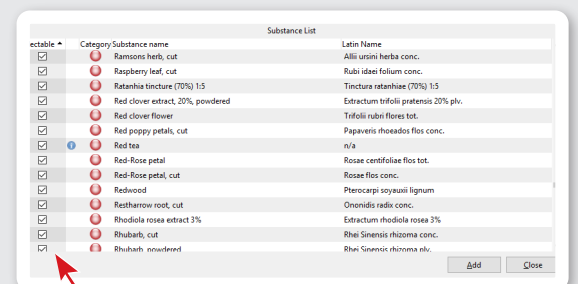 Substance List
ectable Category Substance name Latin Name
Ramsons herb, cut Allii ursini herba conc.
Raspberry leaf, cut Rubi idaei folium conc.
Ratanhia tincture (70%) 1:5 Tinctura ratanhiae (70%) 1:5
Red clover extract, 20%, powdered Extractum trifolii pratensis 20% plv.
Red clover flower Trifolii rubri flores tot.
Red poppy petals, cut Papaveris rhoeados flos conc.
Red tea n/a
Red-Rose petal Rosae centifoliae flos tot.
Red-Rose petal, cut Rosae flos conc.
Redwood Pterocarpi soyauxii lignum
Restharrow root, cut Ononidis radix conc.
Rhodiola rosea extract 3% Extractum rhodiola rosea 3%
Rhubarb, cut Rhei Sinensis rhizoma conc.
Rhubarb, powdered Rhei Sinensis rhizoma plv.
Add Close